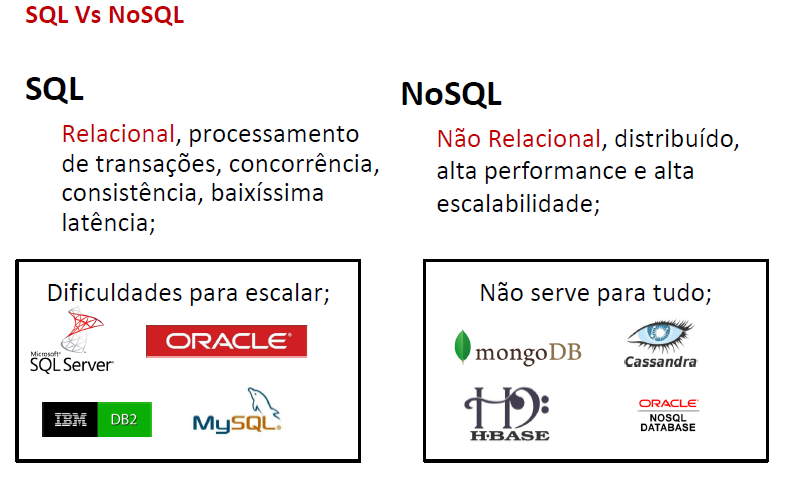 SQL Vs NoSQL
SQL
Relacional, processamento
de transações, concorrência,
consistência, baixíssima
latência;
NoSQL
Não Relacional, distribuído,
alta performance e alta
escalabilidade;
Dificuldades para escalar;
Microsoft
SQL Server
ORACLE
IBM DB2
MySQL
Não serve para tudo;
mongoDB
Cassandra
H·BASE
ORACLE
NOSQL
DATABASE